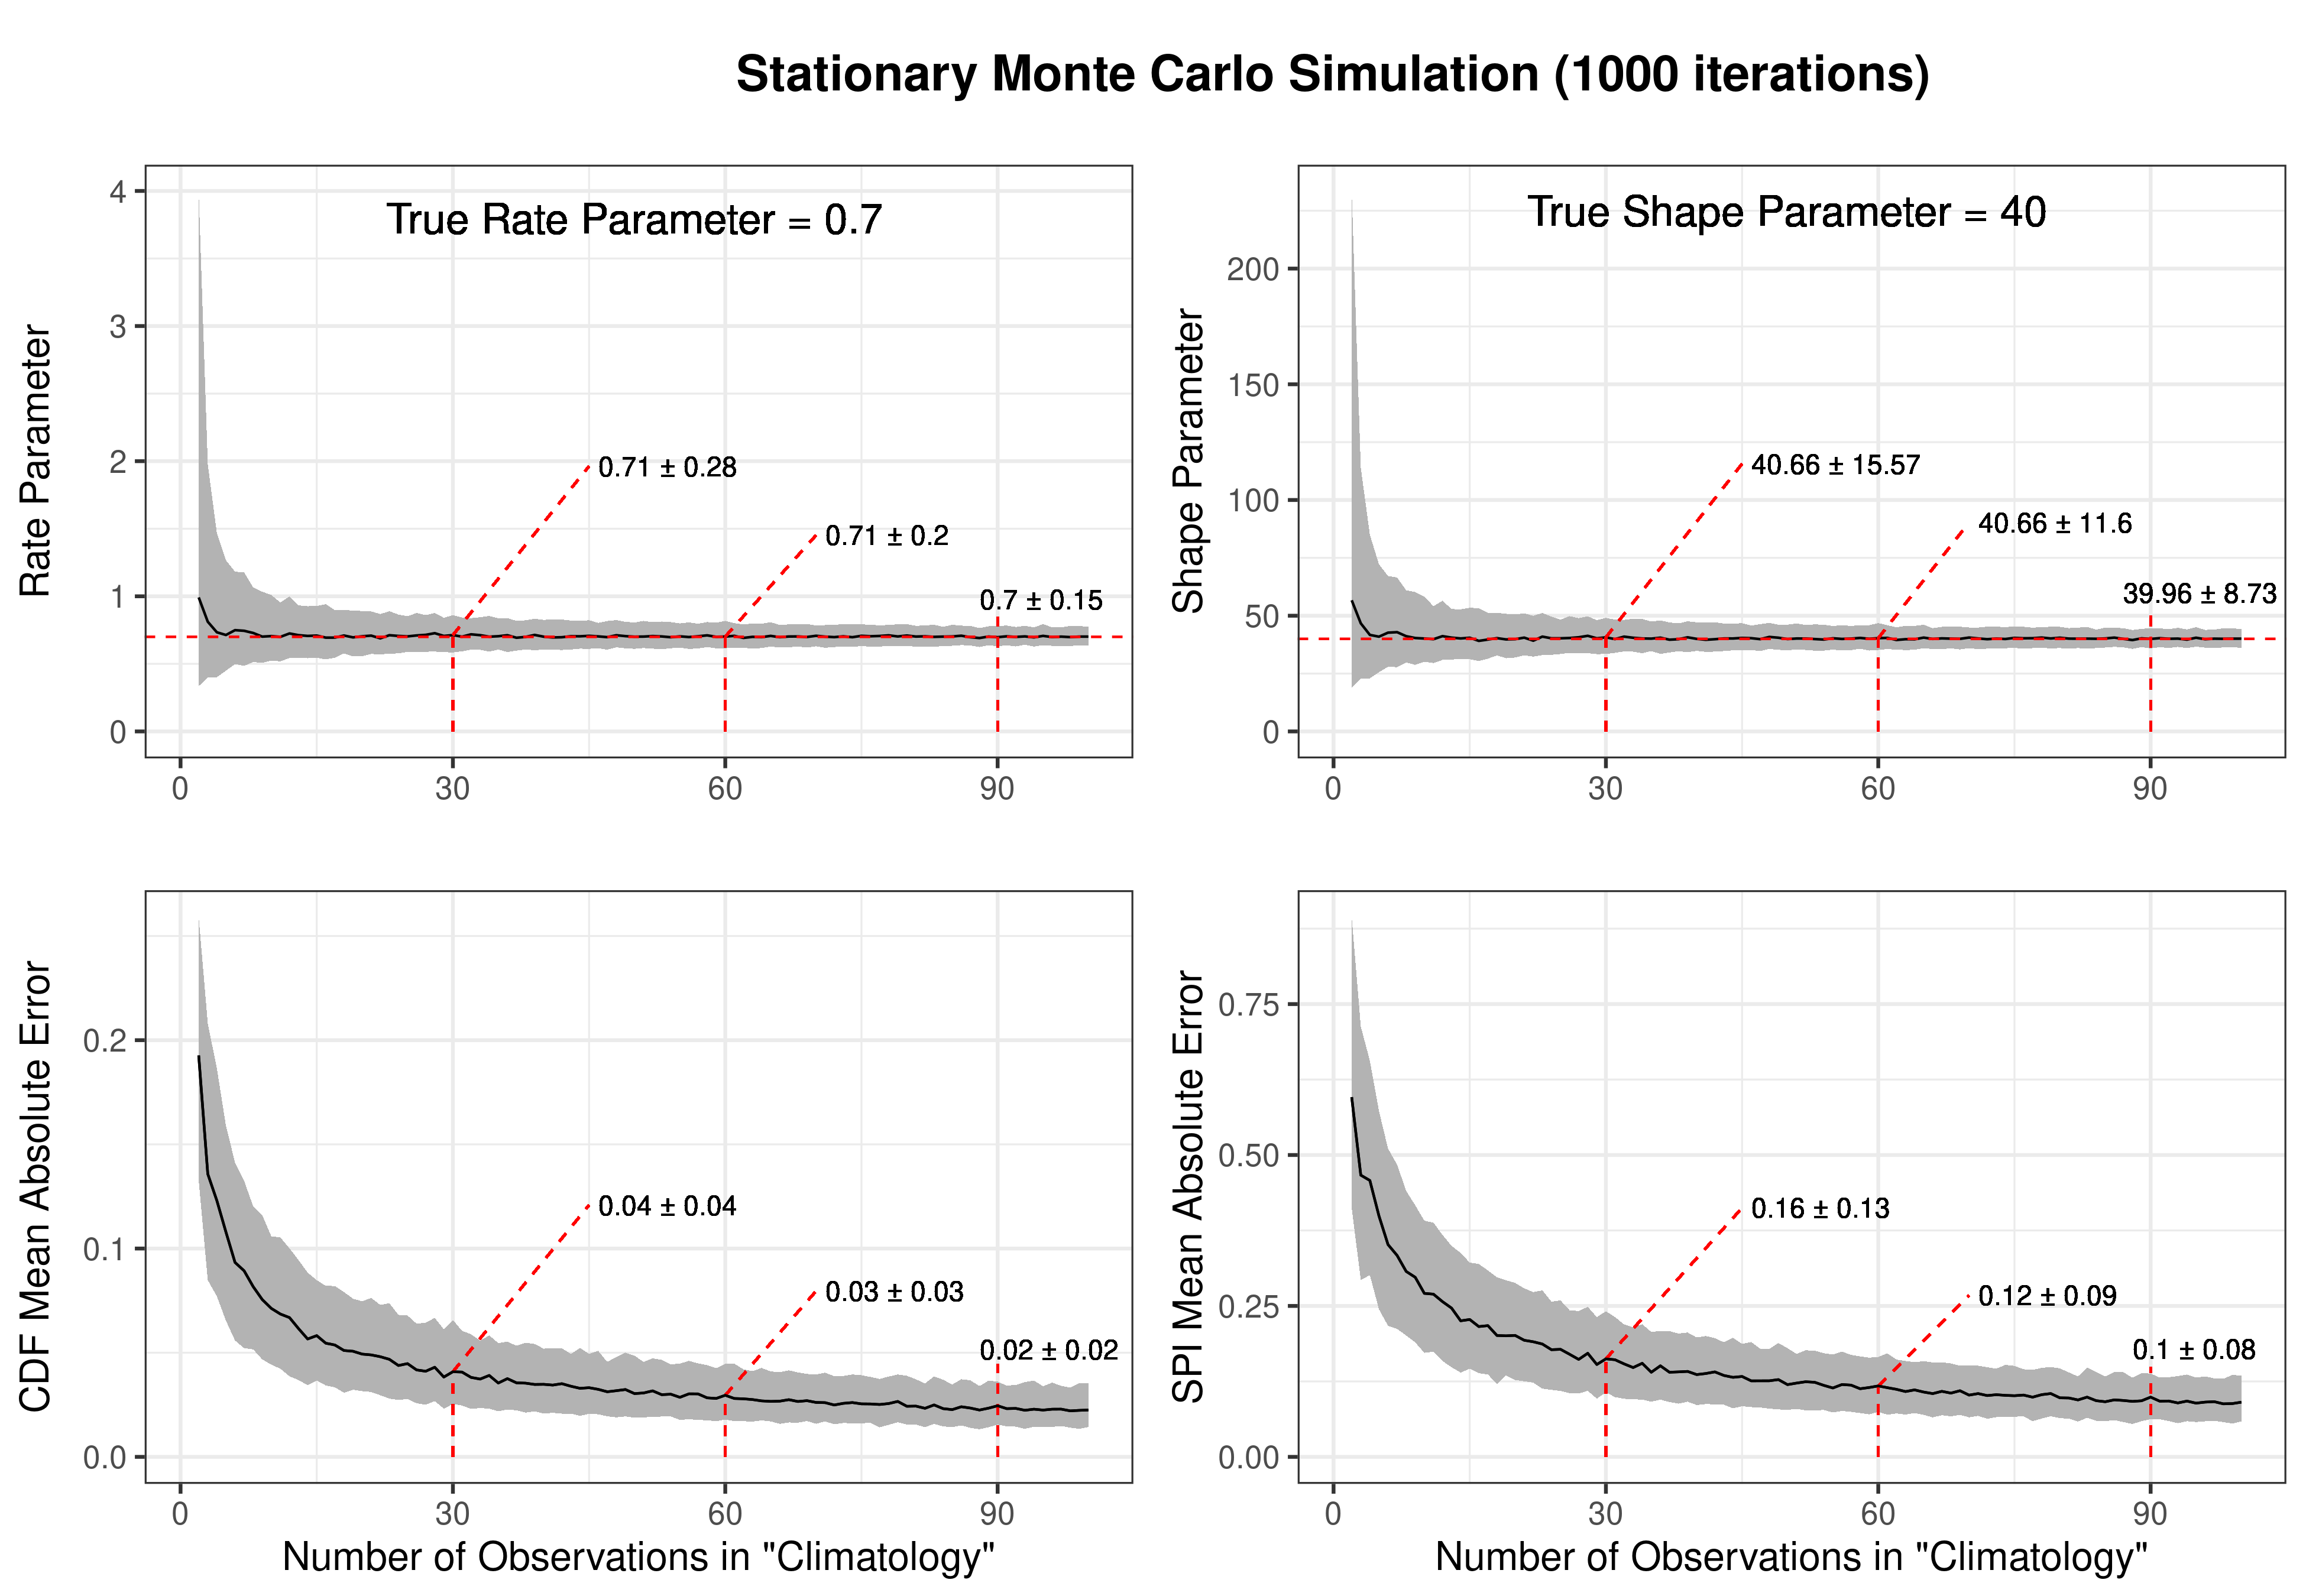 Stationary Monte Carlo Simulation (1000 iterations)
Rate Parameter
4
3
2
1
0
True Rate Parameter = 0.7
0.71 ± 0.28
0.71 ± 0.2
0.7 ± 0.15
0
30
60
90
Shape Parameter
200
150
100
50
0
True Shape Parameter = 40
40.66 ± 15.57
40.66 ± 11.6
39.96 ± 8.73
0
30
60
90
CDF Mean Absolute Error
0.2
0.1
0.0
0.04 ± 0.04
0.03 ± 0.03
0.02 ± 0.02
0
30
60
90
Number of Observations in "Climatology"
SPI Mean Absolute Error
0.75
0.50
0.25
0.00
0.16 ± 0.13
0.12 ± 0.09
0.1 ± 0.08
0
30
60
90
Number of Observations in "Climatology"